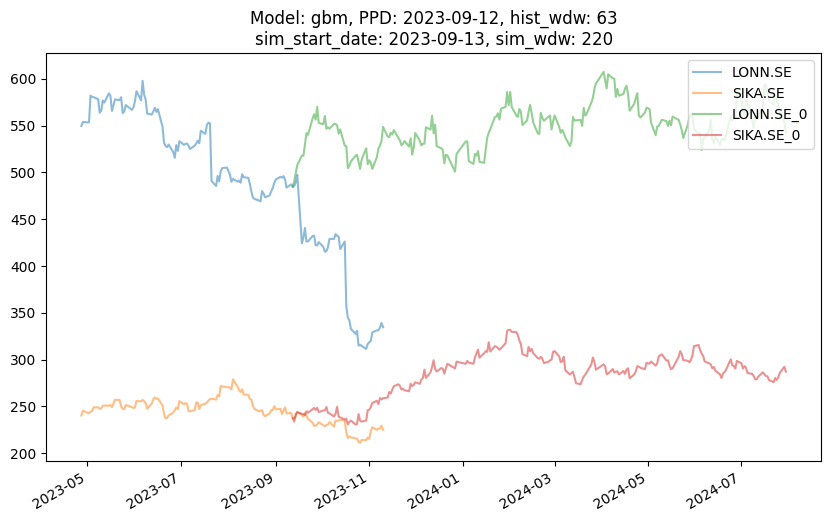 Model: gbm, PPD: 2023-09-12, hist_wdw: 63
sim_start_date: 2023-09-13, sim_wdw: 220
LONN.SE
SIKA.SE
LONN.SE_0
SIKA.SE_0
600
550
500
450
400
350
300
250
200
2023-05
2023-07
2023-09
2023-11
2024-01
2024-03
2024-05
2024-07